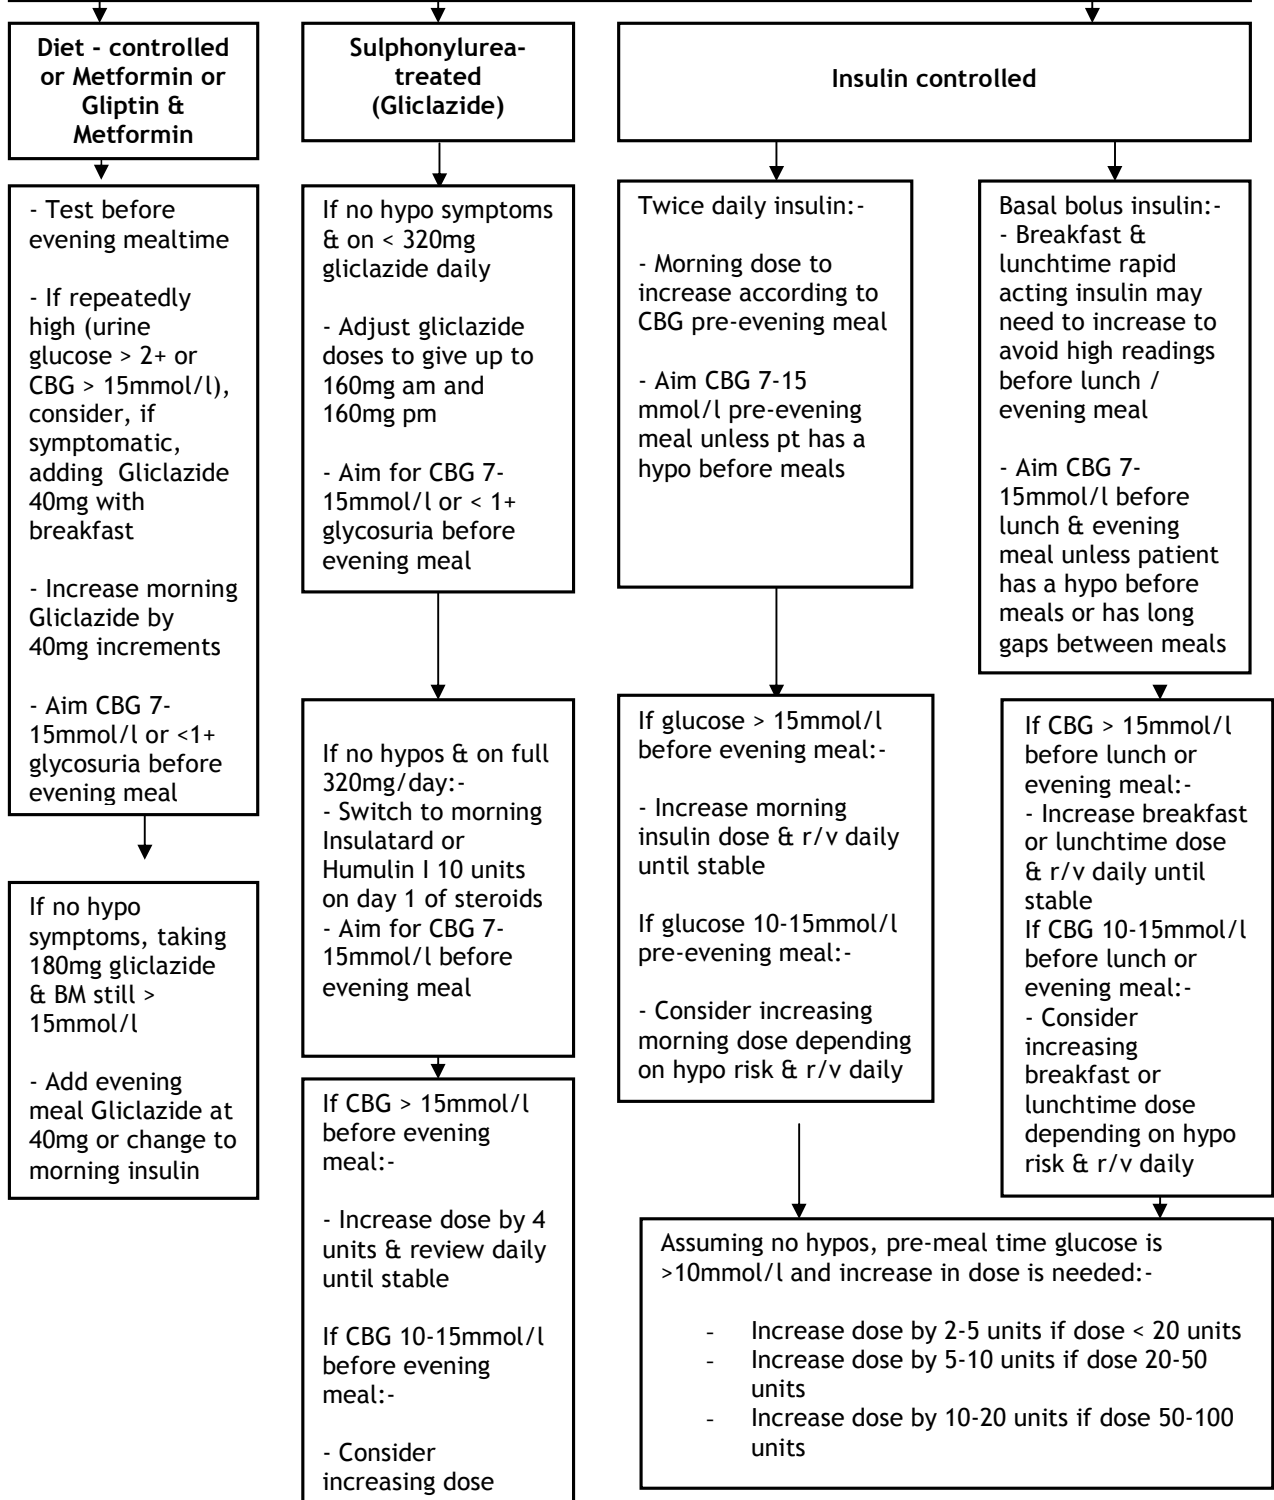 Diet - controlled
or Metformin or
Gliptin &
Metformin
Sulphonylurea-
treated
(Gliclazide)
Insulin controlled
- Test before
evening mealtime
- If repeatedly
high (urine
glucose > 2+ or
CBG > 15mmol/l),
consider, if
symptomatic,
adding Gliclazide
40mg with
breakfast
- Increase morning
Gliclazide by
40mg increments
- Aim CBG 7-
15mmol/l or <1+
glycosuria before
evening meal
If no hypo
symptoms, taking
180mg gliclazide
& BM still >
15mmol/l
- Add evening
meal Gliclazide at
40mg or change to
morning insulin
If no hypo symptoms
& on < 320mg
gliclazide daily
- Adjust gliclazide
doses to give up to
160mg am and
160mg pm
- Aim for CBG 7-
15mmol/l or < 1+
glycosuria before
evening meal
If no hypos & on full
320mg/day:-
- Switch to morning
Insulatard or
Humulin I 10 units
on day 1 of steroids
- Aim for CBG 7-
15mmol/l before
evening meal
If CBG > 15mmol/l
before evening
meal:-
- Increase dose by 4
units & review daily
until stable
If CBG 10-15mmol/l
before evening
meal:-
- Consider
increasing dose
Twice daily insulin:-
- Morning dose to
increase according to
CBG pre-evening meal
- Aim CBG 7-15
mmol/l pre-evening
meal unless pt has a
hypo before meals
If glucose > 15mmol/l
before evening meal:-
- Increase morning
insulin dose & r/v daily
until stable
If glucose 10-15mmol/l
pre-evening meal:-
- Consider increasing
morning dose depending
on hypo risk & r/v daily
Basal bolus insulin:-
- Breakfast &
lunchtime rapid
acting insulin may
need to increase to
avoid high readings
before lunch /
evening meal
- Aim CBG 7-
15mmol/l before
lunch & evening
meal unless patient
has a hypo before
meals or has long
gaps between meals
If CBG > 15mmol/l
before lunch or
evening meal:-
- Increase breakfast
or lunchtime dose
& r/v daily until
stable
If CBG 10-15mmol/l
before lunch or
evening meal:-
- Consider
increasing
breakfast or
lunchtime dose
depending on hypo
risk & r/v daily
Assuming no hypos, pre-meal time glucose is
>10mmol/l and increase in dose is needed:-
- Increase dose by 2-5 units if dose < 20 units
- Increase dose by 5-10 units if dose 20-50
units
- Increase dose by 10-20 units if dose 50-100
units